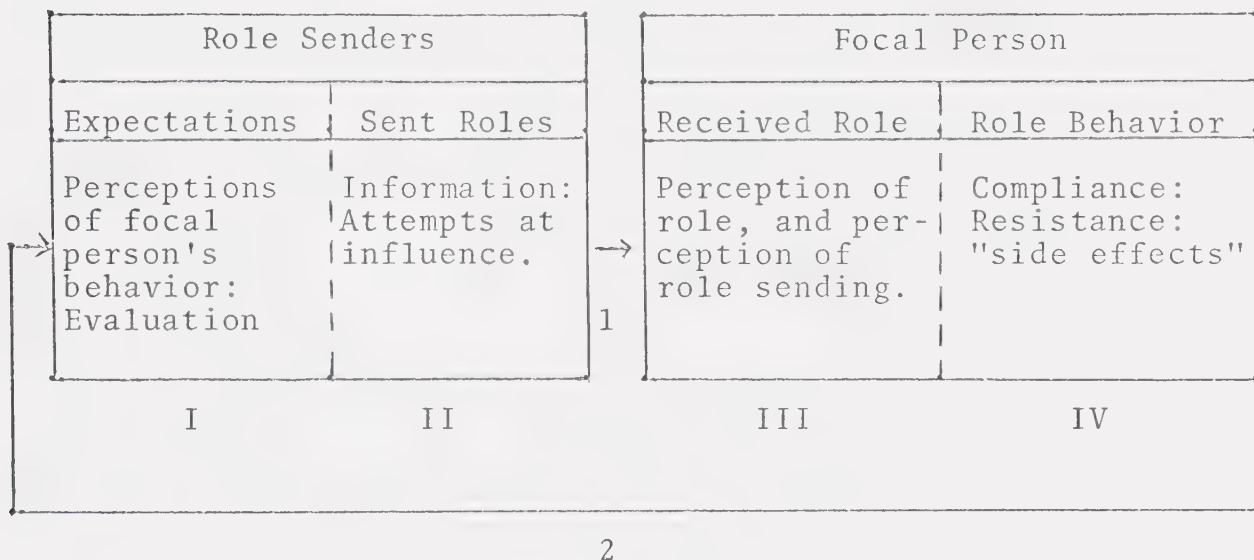 Role Senders
Focal Person
Expectations
Sent Roles
Received Role
Role Behavior
Perceptions
of focal
person's
behavior:
Evaluation
Information:
Attempts at
influence.
Perception of
role, and per-
ception of
role sending.
Compliance:
Resistance:
"side effects"
1
I
II
III
IV
2